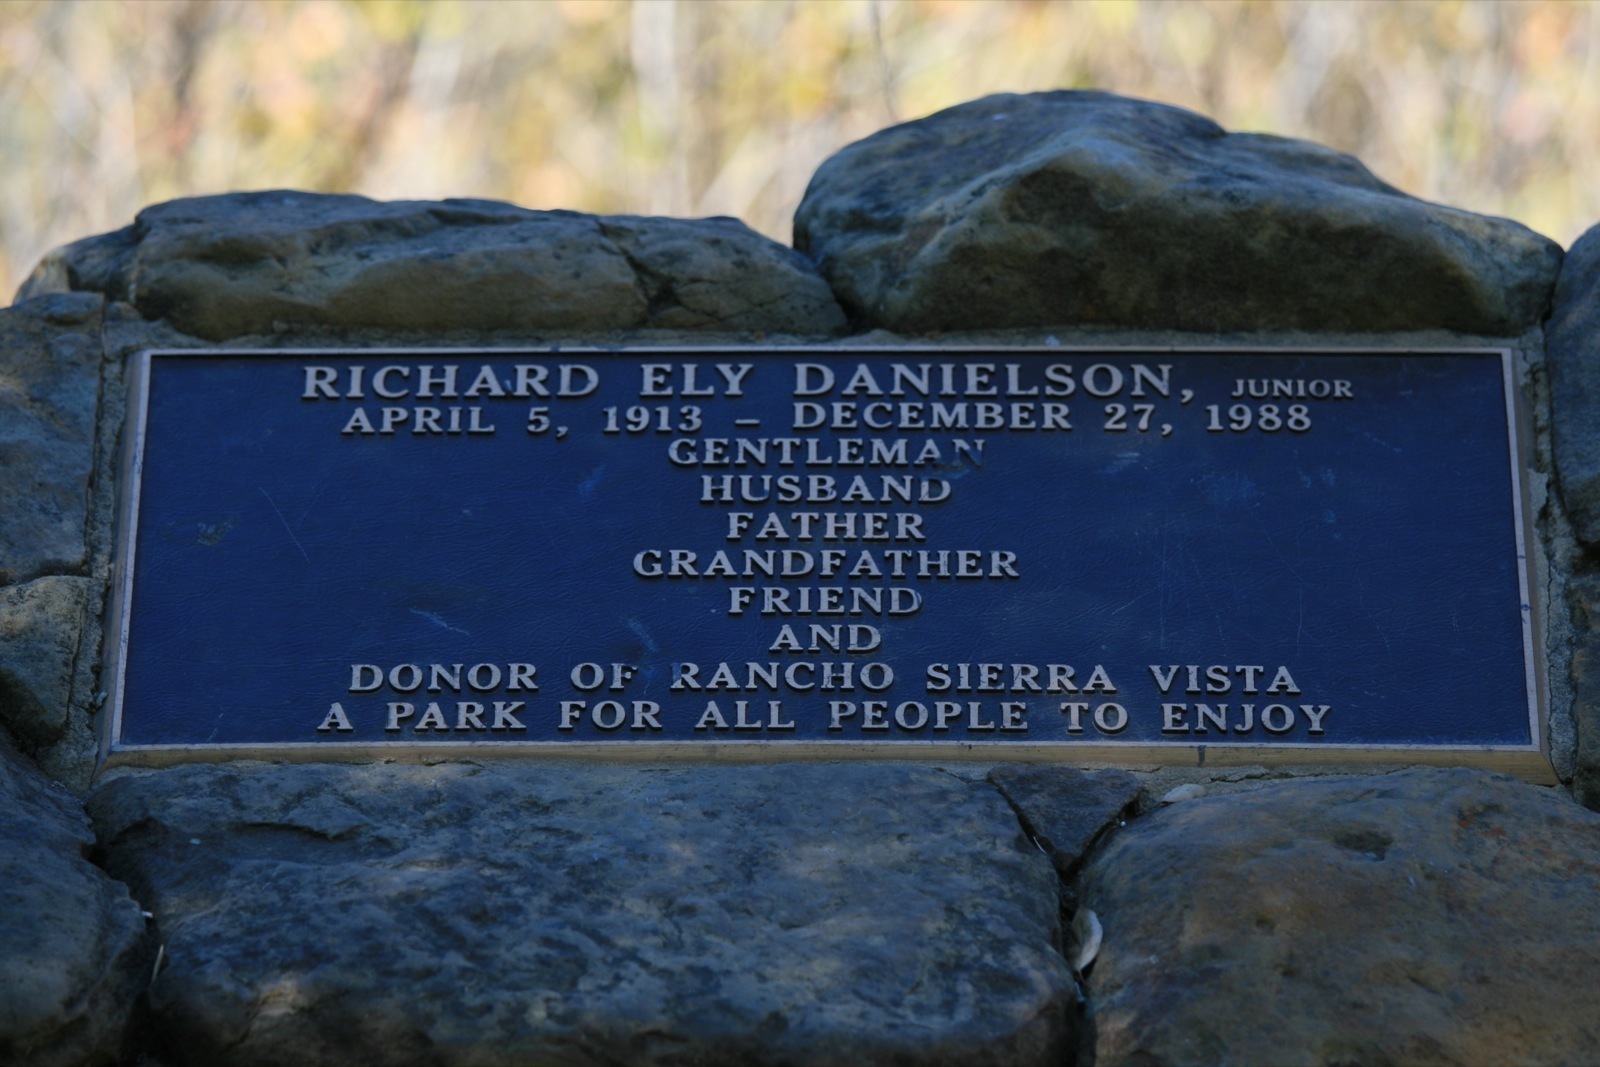 RICHARD ELY DANIELSON, JUNIOR
APRIL 5, 1913 – DECEMBER 27, 1988
GENTLEMAN
HUSBAND
FATHER
GRANDFATHER
FRIEND
AND
DONOR OF RANCHO SIERRA VISTA
A PARK FOR ALL PEOPLE TO ENJOY